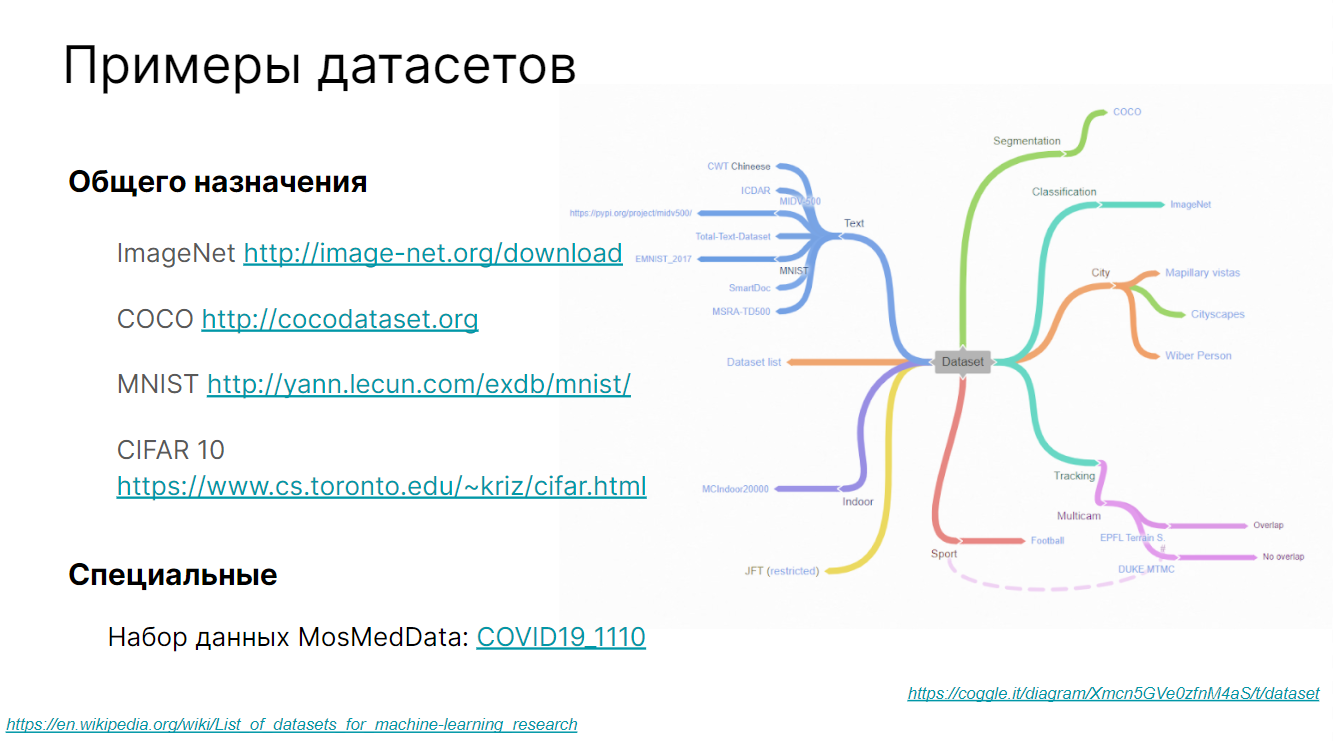 Примеры датасетов
Общего назначения
ImageNet http://image-net.org/download
COCO http://cocodataset.org
MNIST http://yann.lecun.com/exdb/mnist/
CIFAR 10
https://www.cs.toronto.edu/~kriz/cifar.html
Специальные
Набор данных MosMedData: COVID19_1110
CWT Chineese
ICDAR
MIDV-500
https://pypi.org/project/midv500/
Total-Text-Dataset
EMNIST_2017
MNIST
SmartDoc
MSRA-TD500
Text
Dataset list
MCIndoor20000
Indoor
JFT (restricted)
Dataset
Segmentation
COCO
Classification
ImageNet
City
Mapillary vistas
Cityscapes
Wiber Person
Tracking
Multicam
EPFL Terrain S.
#
DUKE MTMC
Overlap
No overlap
Sport
Football
https://coggle.it/diagram/Xmcn5GVe0zfnM4aS/t/dataset
https://en.wikipedia.org/wiki/List_of_datasets_for_machine-learning_research